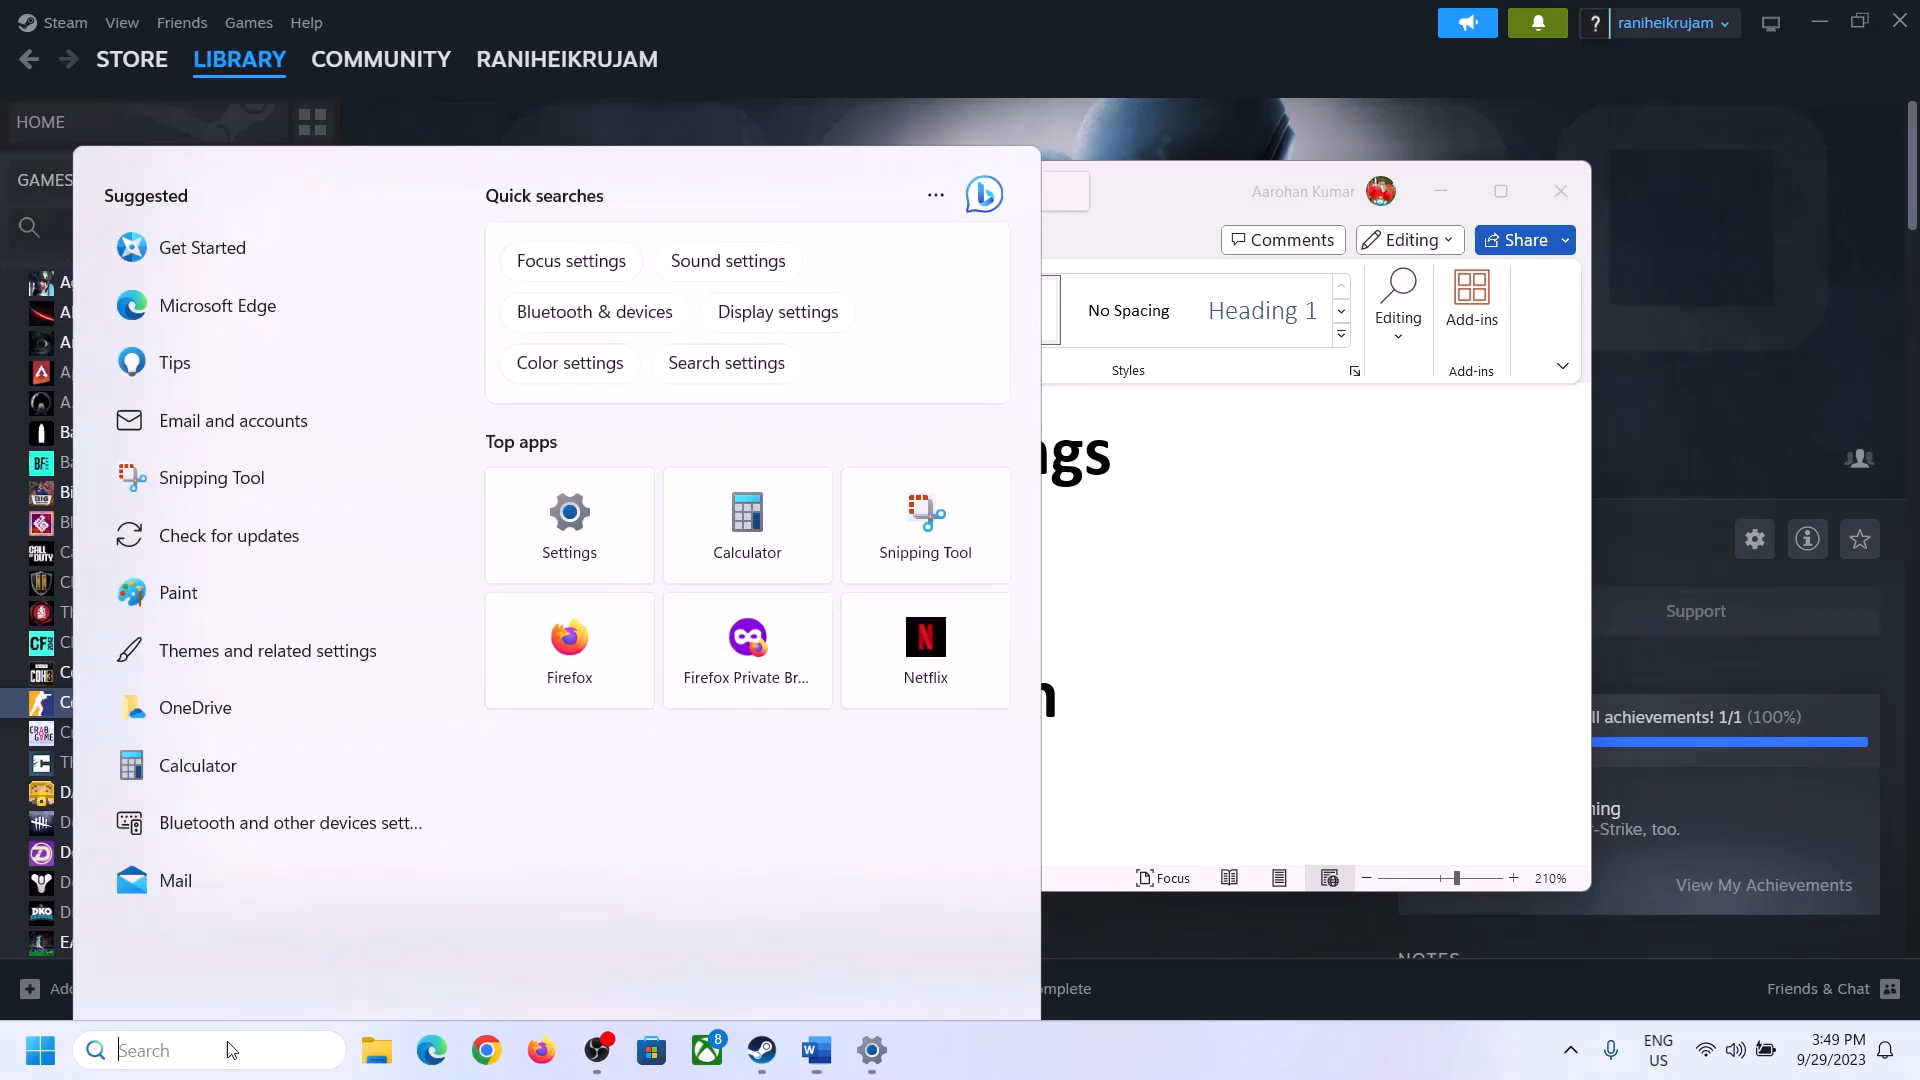 Steam View Friends Games Help
raniheikrujam
STORE LIBRARY COMMUNITY RANIHEIKRUJAM
HOME
GAMES
Suggested
Get Started
Microsoft Edge
Tips
Email and accounts
Snipping Tool
Check for updates
Paint
Themes and related settings
OneDrive
Calculator
Bluetooth and other devices sett...
Mail
Quick searches
Focus settings Sound settings
Bluetooth & devices Display settings
Color settings Search settings
Top apps
Settings Calculator Snipping Tool
Firefox Firefox Private Br... Netflix
Aarohan Kumar
Comments Editing Share
No Spacing Heading 1
Editing Add-ins
Styles Add-ins
ngs
n
Focus 210%
Support
ll achievements! 1/1 (100%)
ning
-Strike, too.
View My Achievements
NOTES
Add
omplete
Friends & Chat
Search
8
ENG
US
3:49 PM
9/29/2023